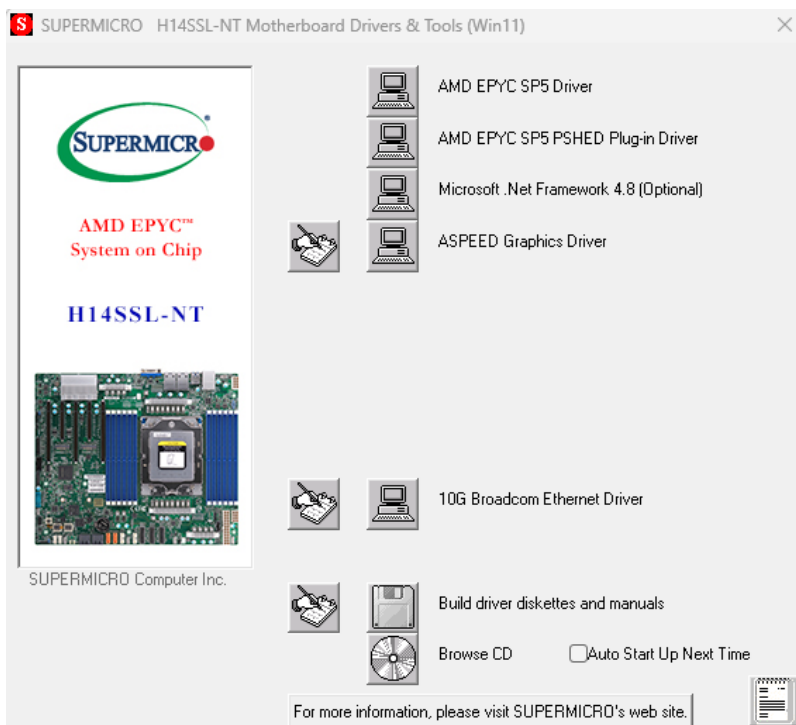 S SUPERMICRO H14SSL-NT Motherboard Drivers & Tools (Win11)
SUPERMICRO
AMD EPYC™
System on Chip
H14SSL-NT
SUPERMICRO Computer Inc.
AMD EPYC SP5 Driver
AMD EPYC SP5 PSHED Plug-in Driver
Microsoft .Net Framework 4.8 (Optional)
ASPEED Graphics Driver
10G Broadcom Ethernet Driver
Build driver diskettes and manuals
Browse CD
Auto Start Up Next Time
For more information, please visit SUPERMICRO's web site.